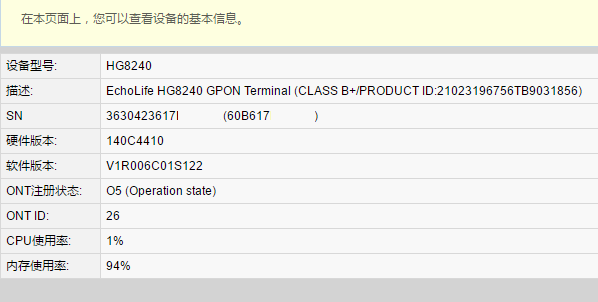 在本页面上，您可以查看设备的基本信息。
设备型号: HG8240
描述: EchoLife HG8240 GPON Terminal (CLASS B+/PRODUCT ID:21023196756TB9031856)
SN 3630423617I (60B617 )
硬件版本: 140C4410
软件版本: V1R006C01S122
ONT注册状态: O5 (Operation state)
ONT ID: 26
CPU使用率: 1%
内存使用率: 94%